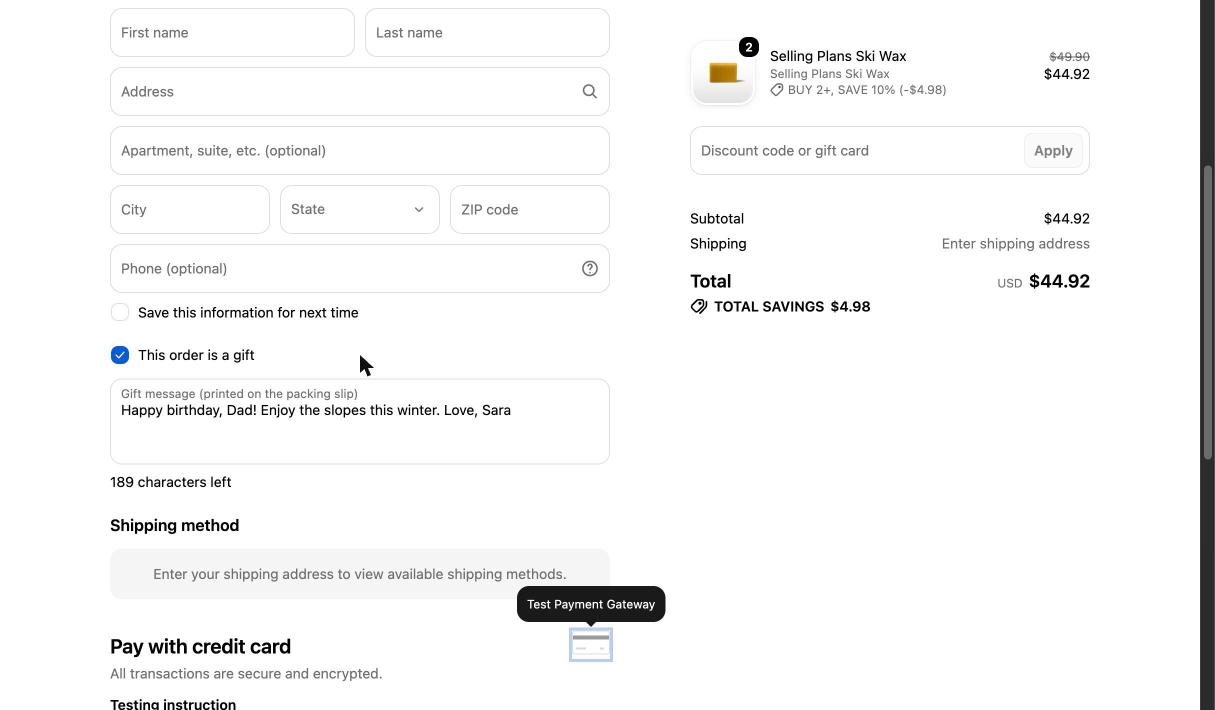 First name
Last name
Address
Apartment, suite, etc. (optional)
City
State
ZIP code
Phone (optional)
Save this information for next time
This order is a gift
Gift message (printed on the packing slip)
Happy birthday, Dad! Enjoy the slopes this winter. Love, Sara
189 characters left
Shipping method
Enter your shipping address to view available shipping methods.
Test Payment Gateway
Pay with credit card
All transactions are secure and encrypted.
Testing instruction
2
Selling Plans Ski Wax
$49.90
Selling Plans Ski Wax
$44.92
BUY 2+, SAVE 10% (-$4.98)
Discount code or gift card
Apply
Subtotal
$44.92
Shipping
Enter shipping address
Total
USD $44.92
TOTAL SAVINGS $4.98